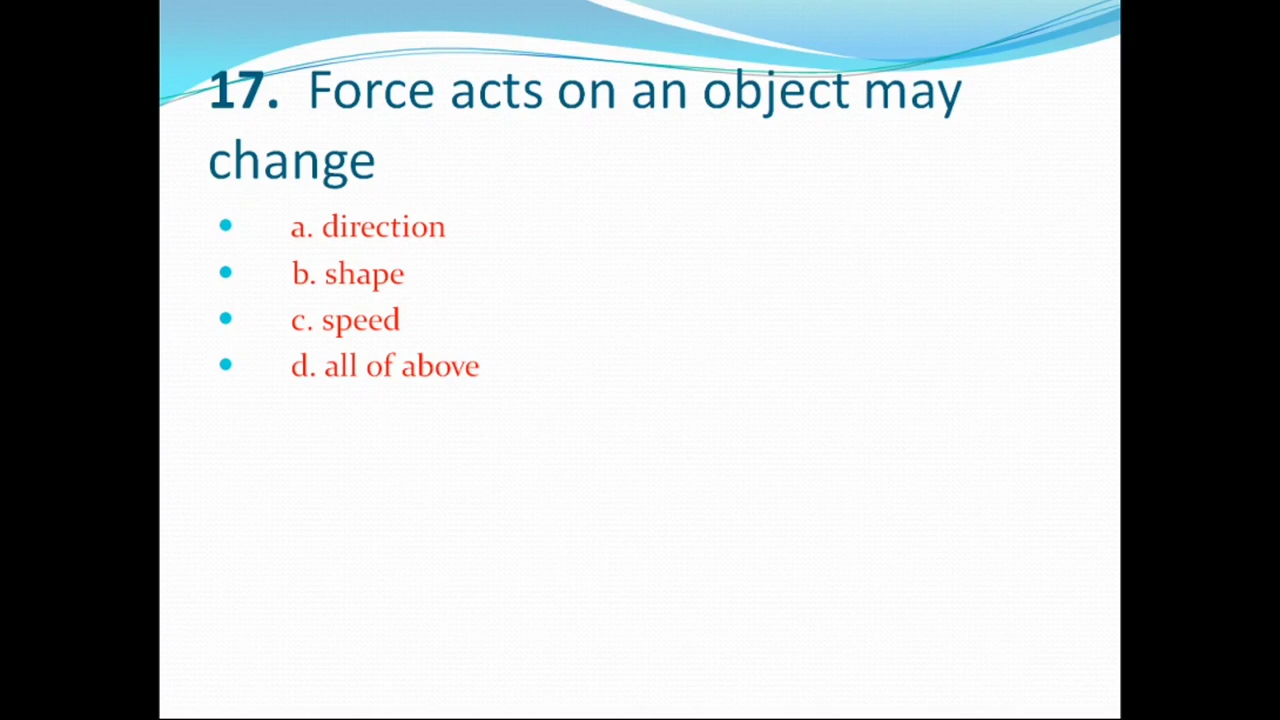 17. Force acts on an object may
change
a. direction
b. shape
c. speed
d. all of above